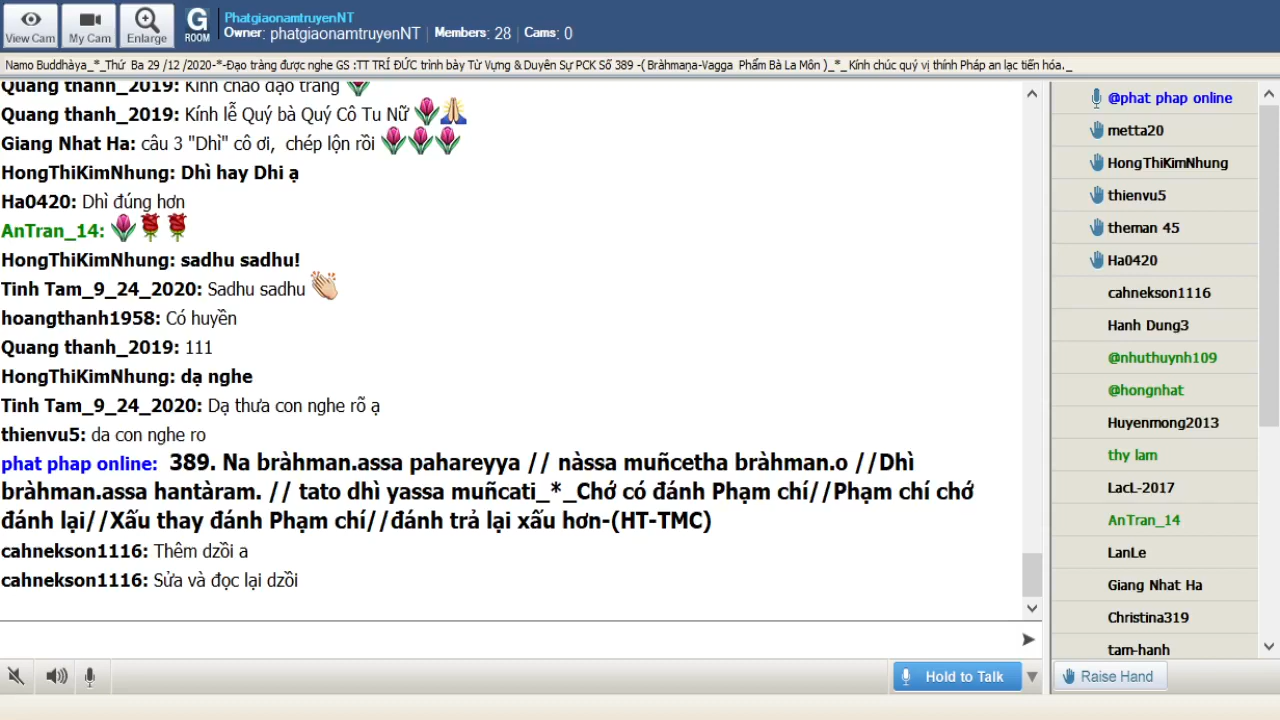 View Cam
My Cam
Enlarge
G
ROOM
PhatgiaonamtruyenNT
Owner: phatgiaonamtruyenNT | Members: 28 | Cams: 0
Namo Buddhàya_*_Thứ Ba 29 /12 /2020-*-Đạo tràng được nghe GS :TT TRÍ ĐỨC trình bày Từ Vựng & Duyên Sự PCK Số 389 -( Bràhmaṇa-Vagga Phẩm Bà La Môn )_*_ Kính chúc quý vị thính Pháp an lạc tiến hóa._
Quang thanh_2019: Kính chào đạo tràng
Quang thanh_2019: Kính lễ Quý bà Quý Cô Tu Nữ
Giang Nhat Ha: câu 3 "Dhì" cô ơi, chép lộn rồi
HongThiKimNhung: Dhì hay Dhi ạ
Ha0420: Dhì đúng hơn
AnTran_14:
HongThiKimNhung: sadhu sadhu!
Tinh Tam_9_24_2020: Sadhu sadhu
hoangthanh1958: Có huyền
Quang thanh_2019: 111
HongThiKimNhung: dạ nghe
Tinh Tam_9_24_2020: Dạ thưa con nghe rõ ạ
thienvu5: da con nghe ro
phat phap online: 389. Na bràhman.assa pahareyya // nàssa muñcetha bràhman.o //Dhì
bràhman.assa hantàram. // tato dhì yassa muñcati_*_Chớ có đánh Phạm chí//Phạm chí chớ
đánh lại//Xấu thay đánh Phạm chí//đánh trả lại xấu hơn-(HT-TMC)
cahnekson1116: Thêm dzồi a
cahnekson1116: Sửa và đọc lại dzồi
@phat phap online
metta20
HongThiKimNhung
thienvu5
theman 45
Ha0420
cahnekson1116
Hanh Dung3
@nhuthuynh109
@hongnhat
Huyenmong2013
thy lam
LacL-2017
AnTran_14
LanLe
Giang Nhat Ha
Christina319
tam-hanh
Hold to Talk
Raise Hand